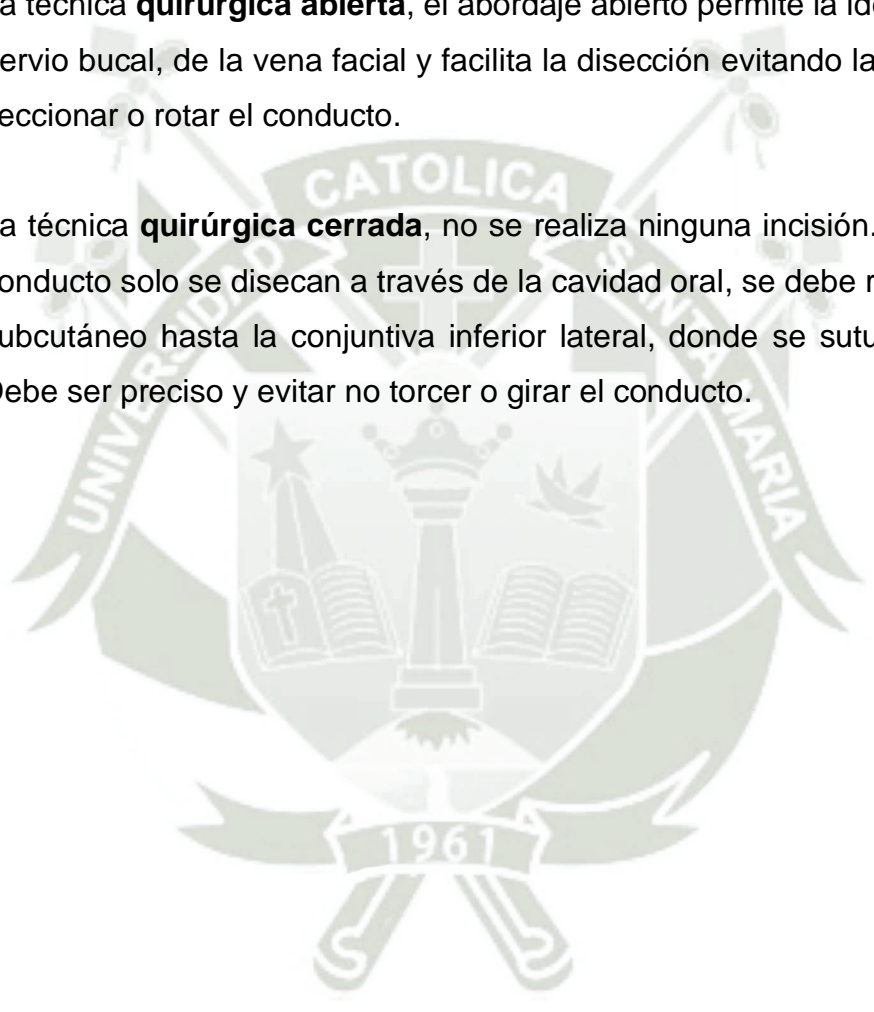 a técnica quirúrgica abierta, el abordaje abierto permite la
ervio bucal, de la vena facial y facilita la disección evitando la
eccionar o rotar el conducto.
a técnica quirúrgica cerrada, no se realiza ninguna incisión.
onducto solo se disecan a través de la cavidad oral, se debe
ubcutáneo hasta la conjuntiva inferior lateral, donde se
Debe ser preciso y evitar no torcer o girar el conducto.
UNIVERSIDAD CATOLICA SANTA MARIA
1961